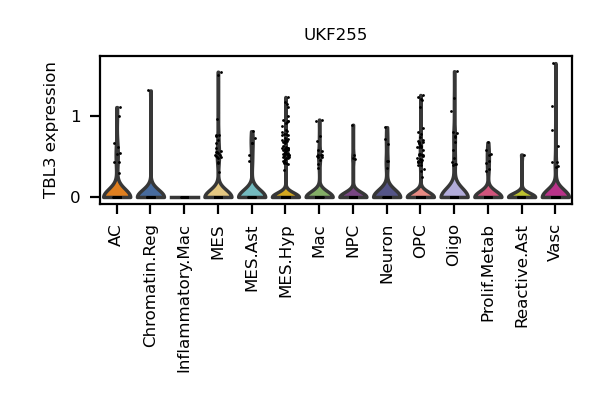 UKF255
TBL3 expression
1
0
AC
Chromatin.Reg
Inflammatory.Mac
MES
MES.Ast
MES.Hyp
Mac
NPC
Neuron
OPC
Oligo
Prolif.Metab
Reactive.Ast
Vasc